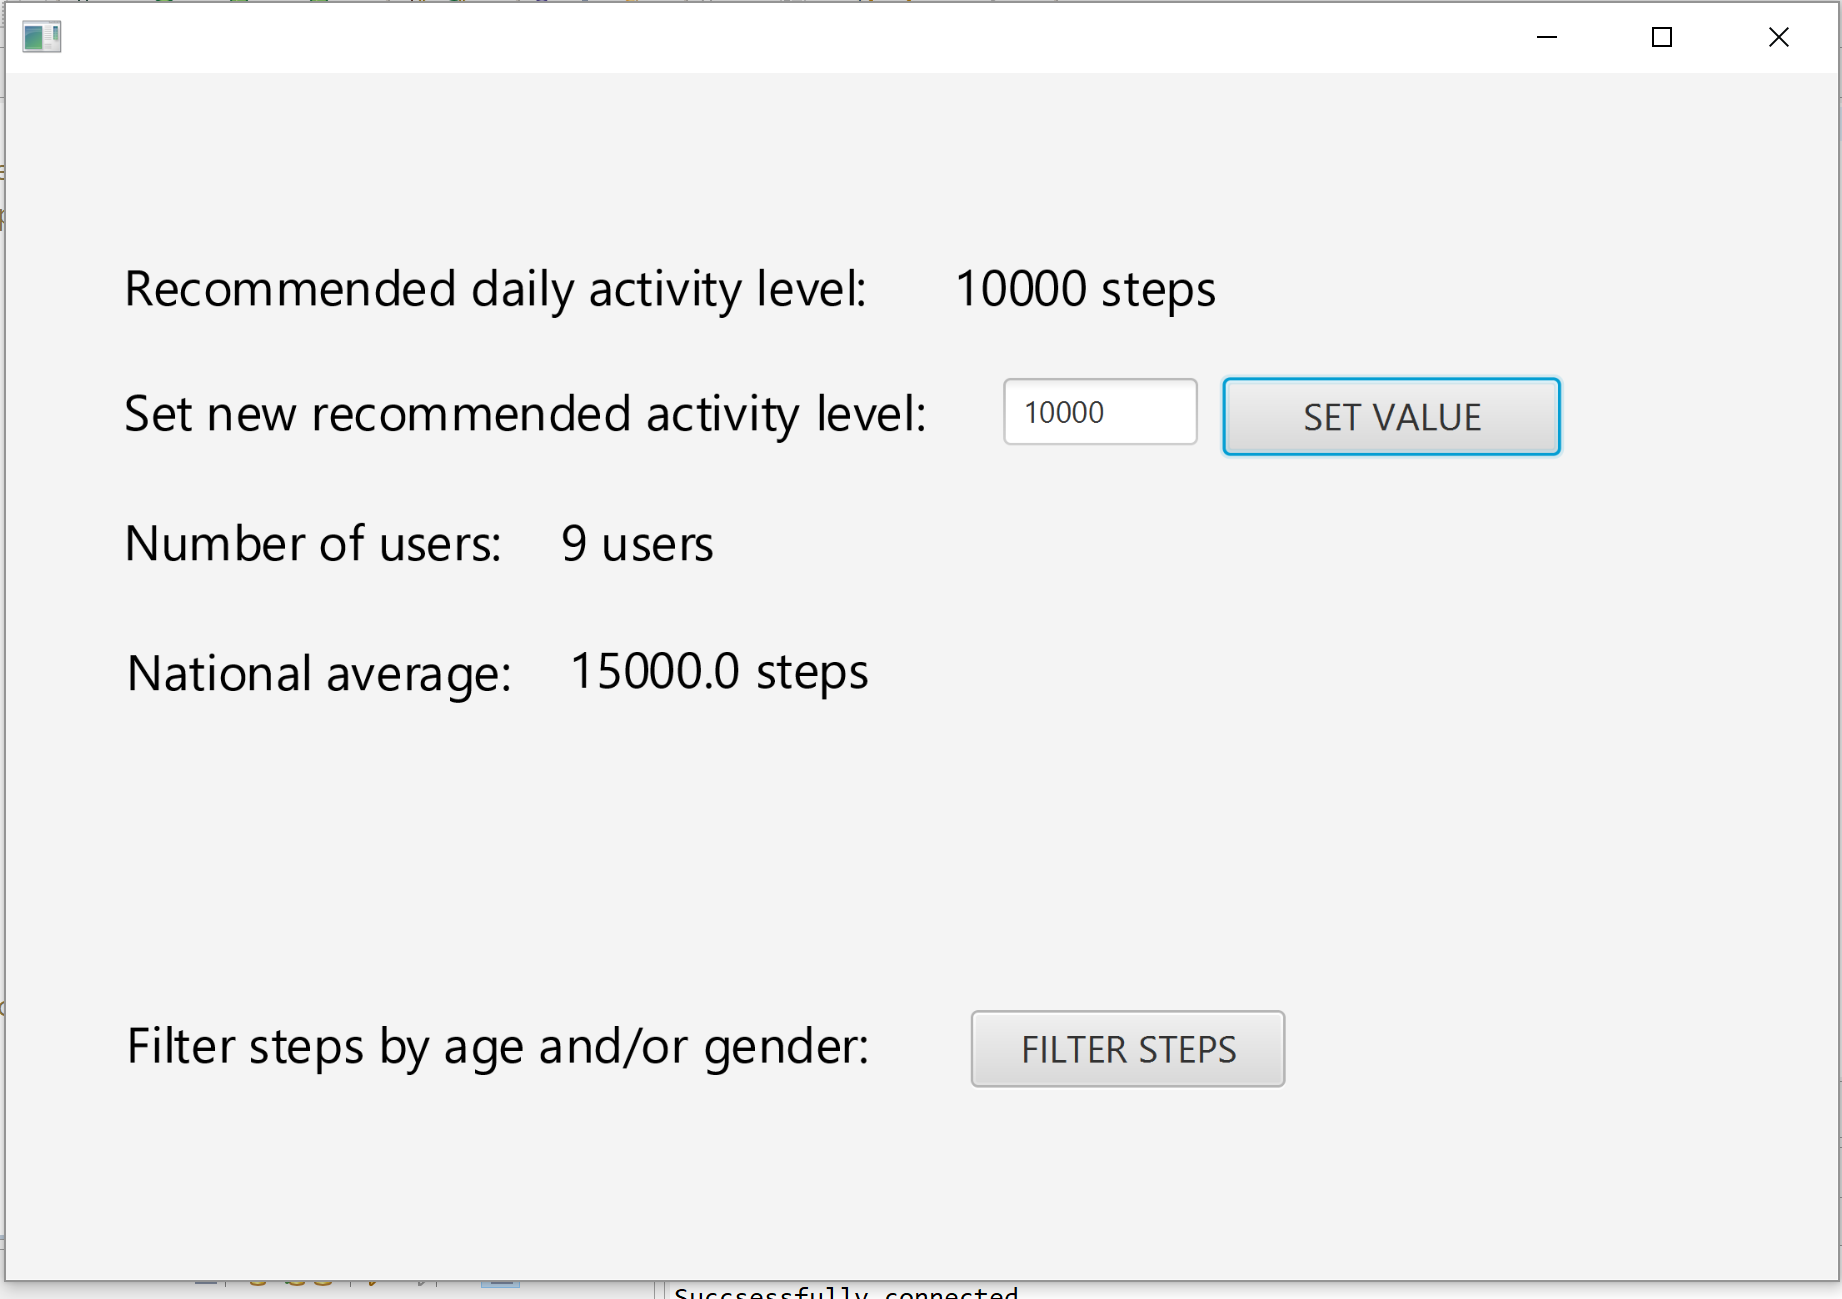 Recommended daily activity level: 10000 steps
Set new recommended activity level: 10000 SET VALUE
Number of users: 9 users
National average: 15000.0 steps
Filter steps by age and/or gender: FILTER STEPS
Succsessfully connected